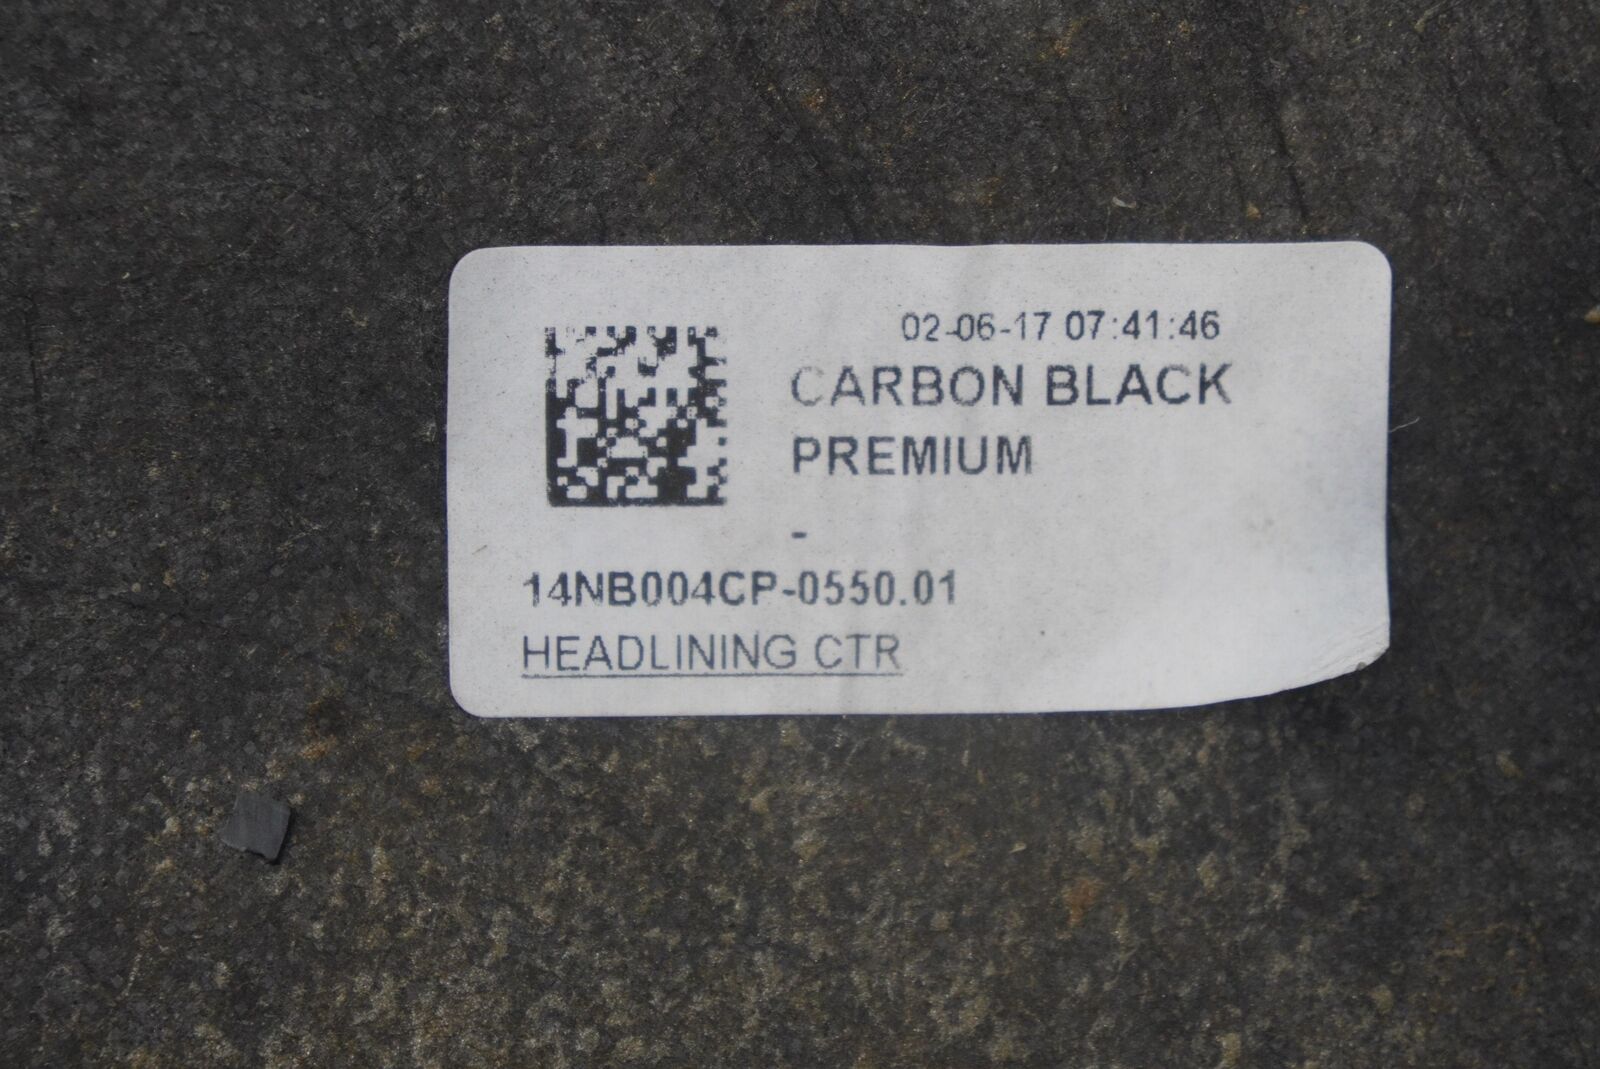 02-06-17 07:41:46
CARBON BLACK
PREMIUM
-
14NB004CP-0550.01
HEADLINING CTR